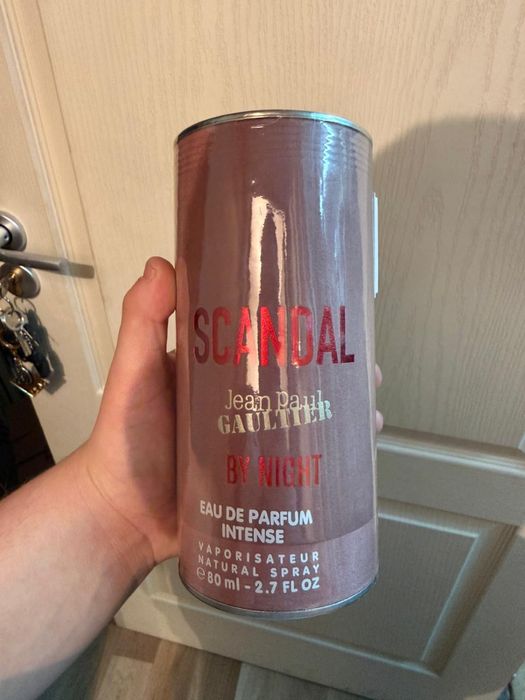 SCANDAL
Jean Paul
GAULTIER
BY NIGHT
EAU DE PARFUM
INTENSE
VAPORISATEUR
NATURAL SPRAY
℮80 ml - 2.7 FL OZ